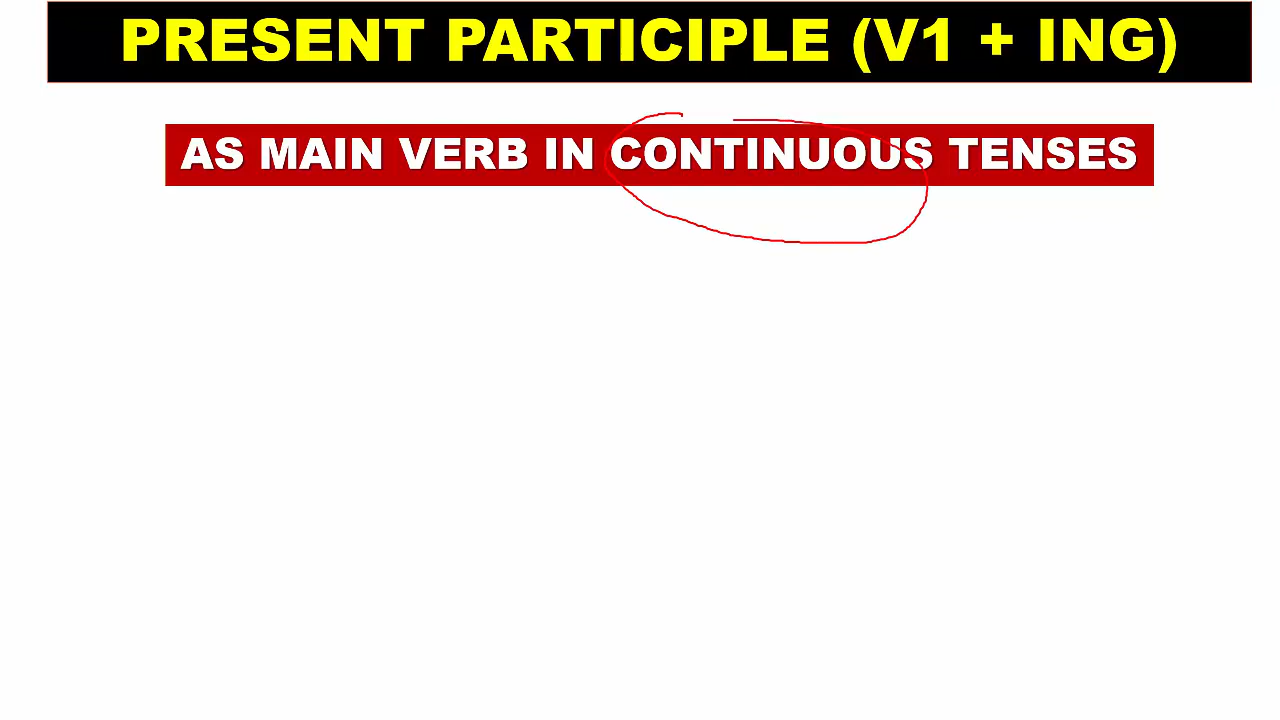 PRESENT PARTICIPLE (V1 + ING)
AS MAIN VERB IN CONTINUOUS TENSES